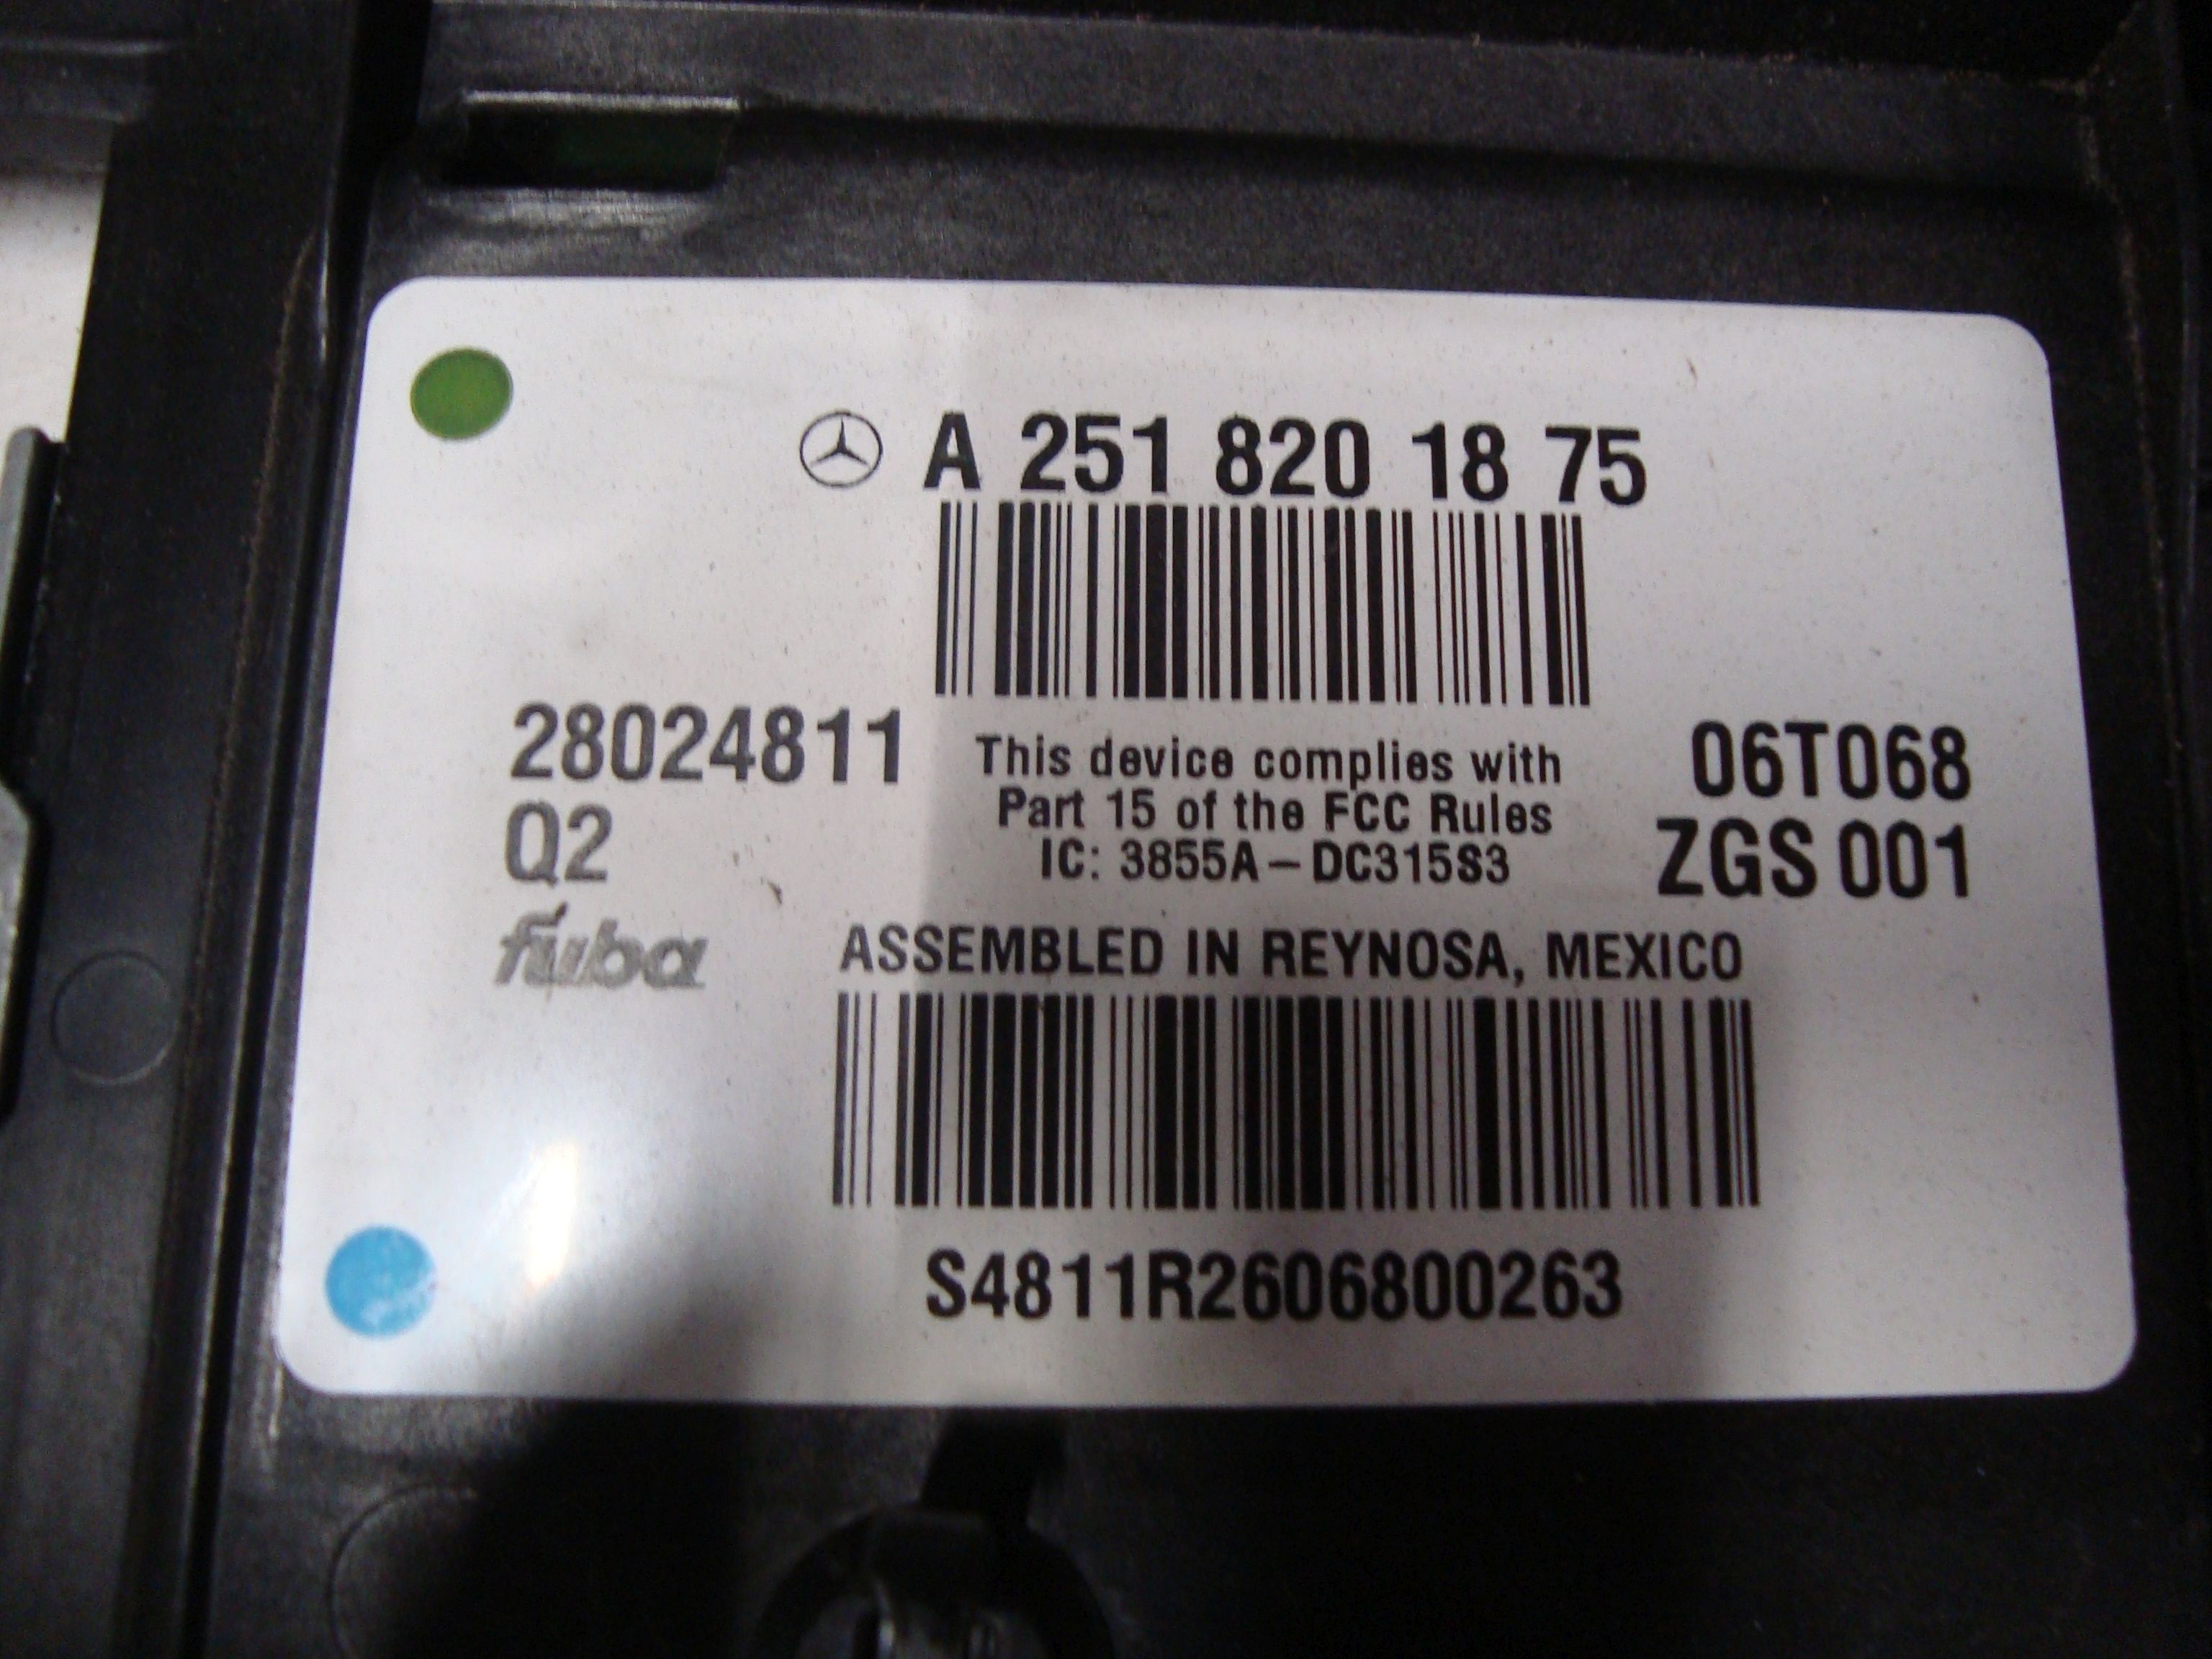 A 251 820 18 75
28024811
Q2
fuba
This device complies with
Part 15 of the FCC Rules
IC: 3855A-DC315S3
06T068
ZGS 001
ASSEMBLED IN REYNOSA, MEXICO
S4811R2606800263